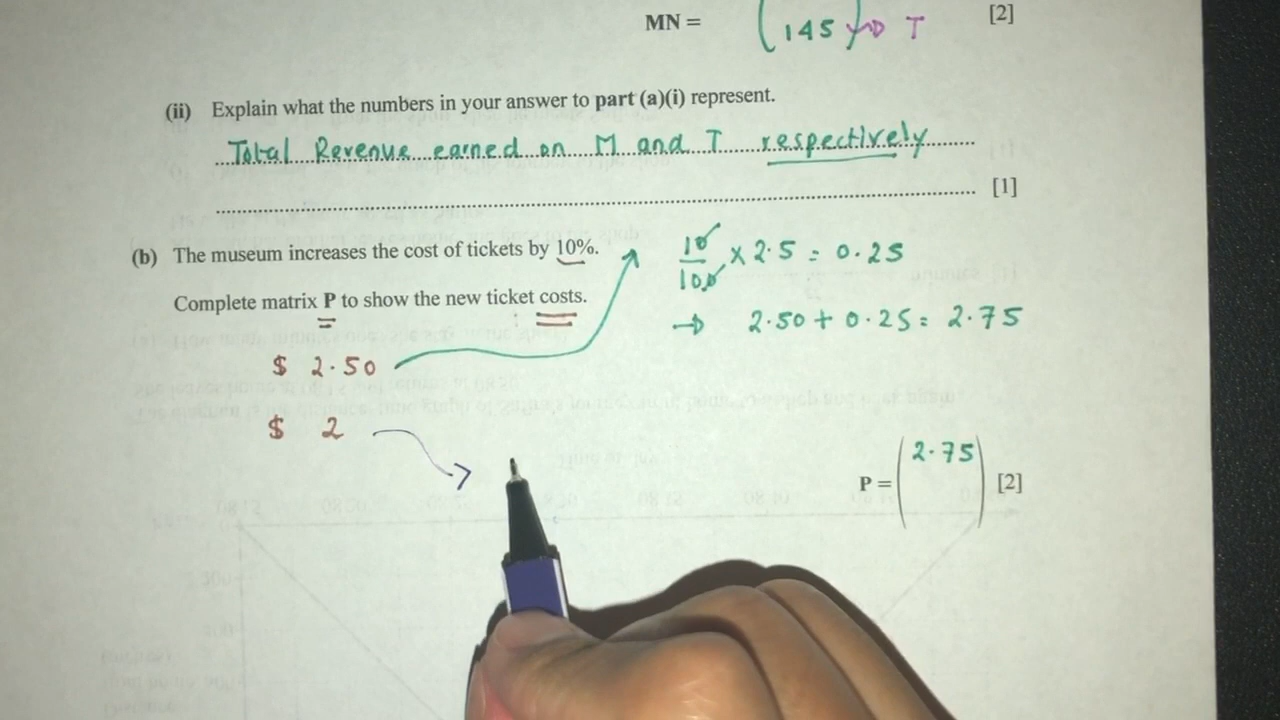 MN = (145) → T [2]
(ii) Explain what the numbers in your answer to part (a)(i) represent.
Total Revenue earned on M and T respectively
[1]
(b) The museum increases the cost of tickets by 10%.
10/100 × 2.5 = 0.25
Complete matrix P to show the new ticket costs.
→ 2.50 + 0.25 = 2.75
$ 2.50
$ 2
P = (2.75) [2]